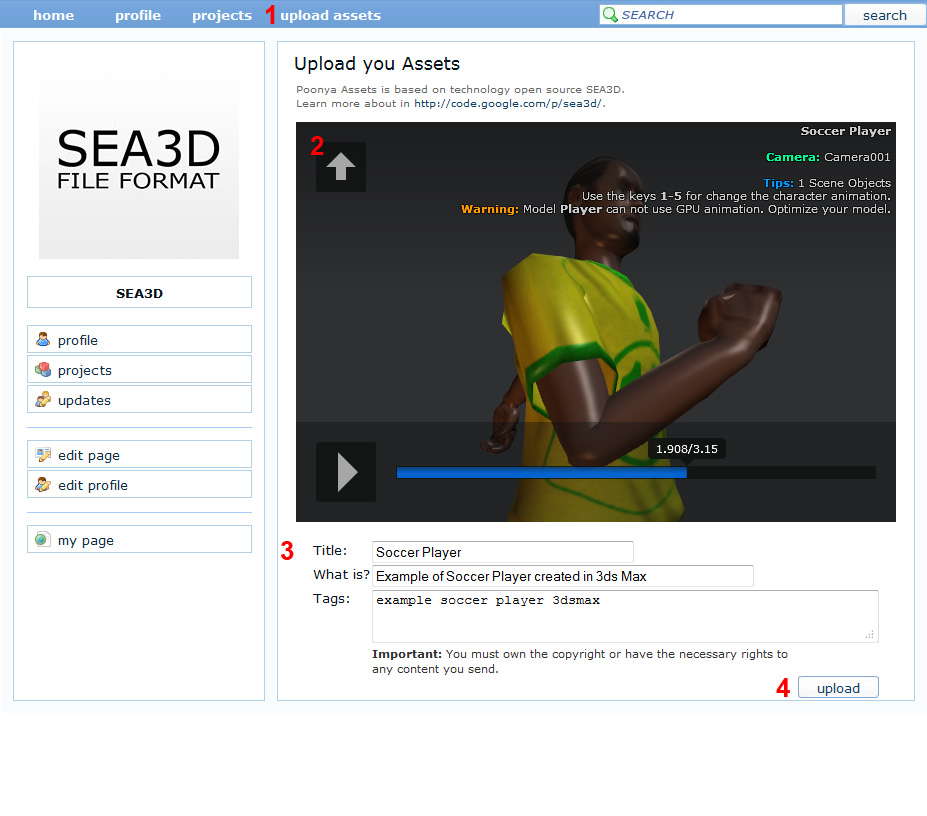 home profile projects 1 upload assets SEARCH search
SEA3D
FILE FORMAT
SEA3D
profile
projects
updates
edit page
edit profile
my page
Upload you Assets
Poonya Assets is based on technology open source SEA3D.
Learn more about in http://code.google.com/p/sea3d/.
2
Soccer Player
Camera: Camera001
Tips: 1 Scene Objects
Use the keys 1-5 for change the character animation.
Warning: Model Player can not use GPU animation. Optimize your model.
1.908/3.15
3 Title: Soccer Player
What is? Example of Soccer Player created in 3ds Max
Tags: example soccer player 3dsmax
Important: You must own the copyright or have the necessary rights to
any content you send.
4 upload